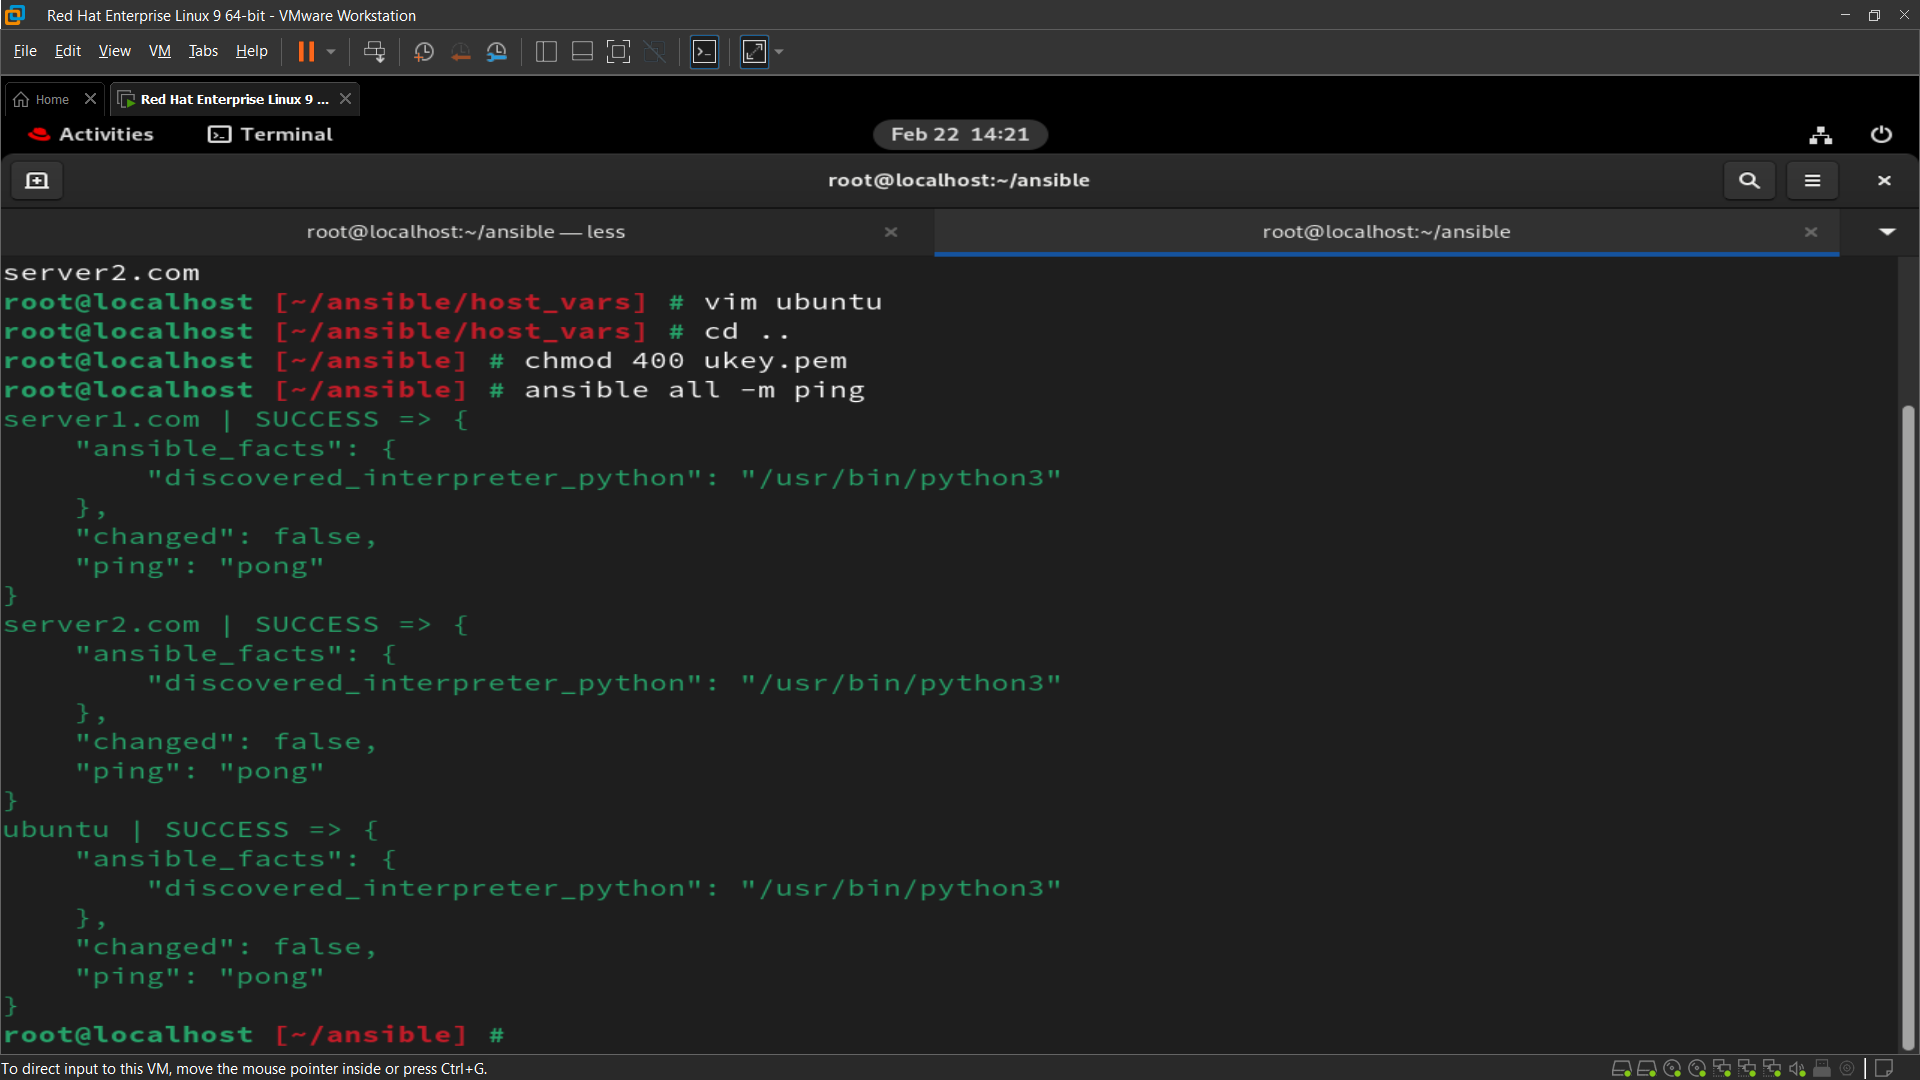 Red Hat Enterprise Linux 9 64-bit - VMware Workstation
File Edit View VM Tabs Help
Home Red Hat Enterprise Linux 9 ...
Activities Terminal Feb 22 14:21
root@localhost:~/ansible
root@localhost:~/ansible — less root@localhost:~/ansible
server2.com
root@localhost [~/ansible/host_vars] # vim ubuntu
root@localhost [~/ansible/host_vars] # cd ..
root@localhost [~/ansible] # chmod 400 ukey.pem
root@localhost [~/ansible] # ansible all -m ping
server1.com | SUCCESS => {
    "ansible_facts": {
        "discovered_interpreter_python": "/usr/bin/python3"
    },
    "changed": false,
    "ping": "pong"
}
server2.com | SUCCESS => {
    "ansible_facts": {
        "discovered_interpreter_python": "/usr/bin/python3"
    },
    "changed": false,
    "ping": "pong"
}
ubuntu | SUCCESS => {
    "ansible_facts": {
        "discovered_interpreter_python": "/usr/bin/python3"
    },
    "changed": false,
    "ping": "pong"
}
root@localhost [~/ansible] #
To direct input to this VM, move the mouse pointer inside or press Ctrl+G.